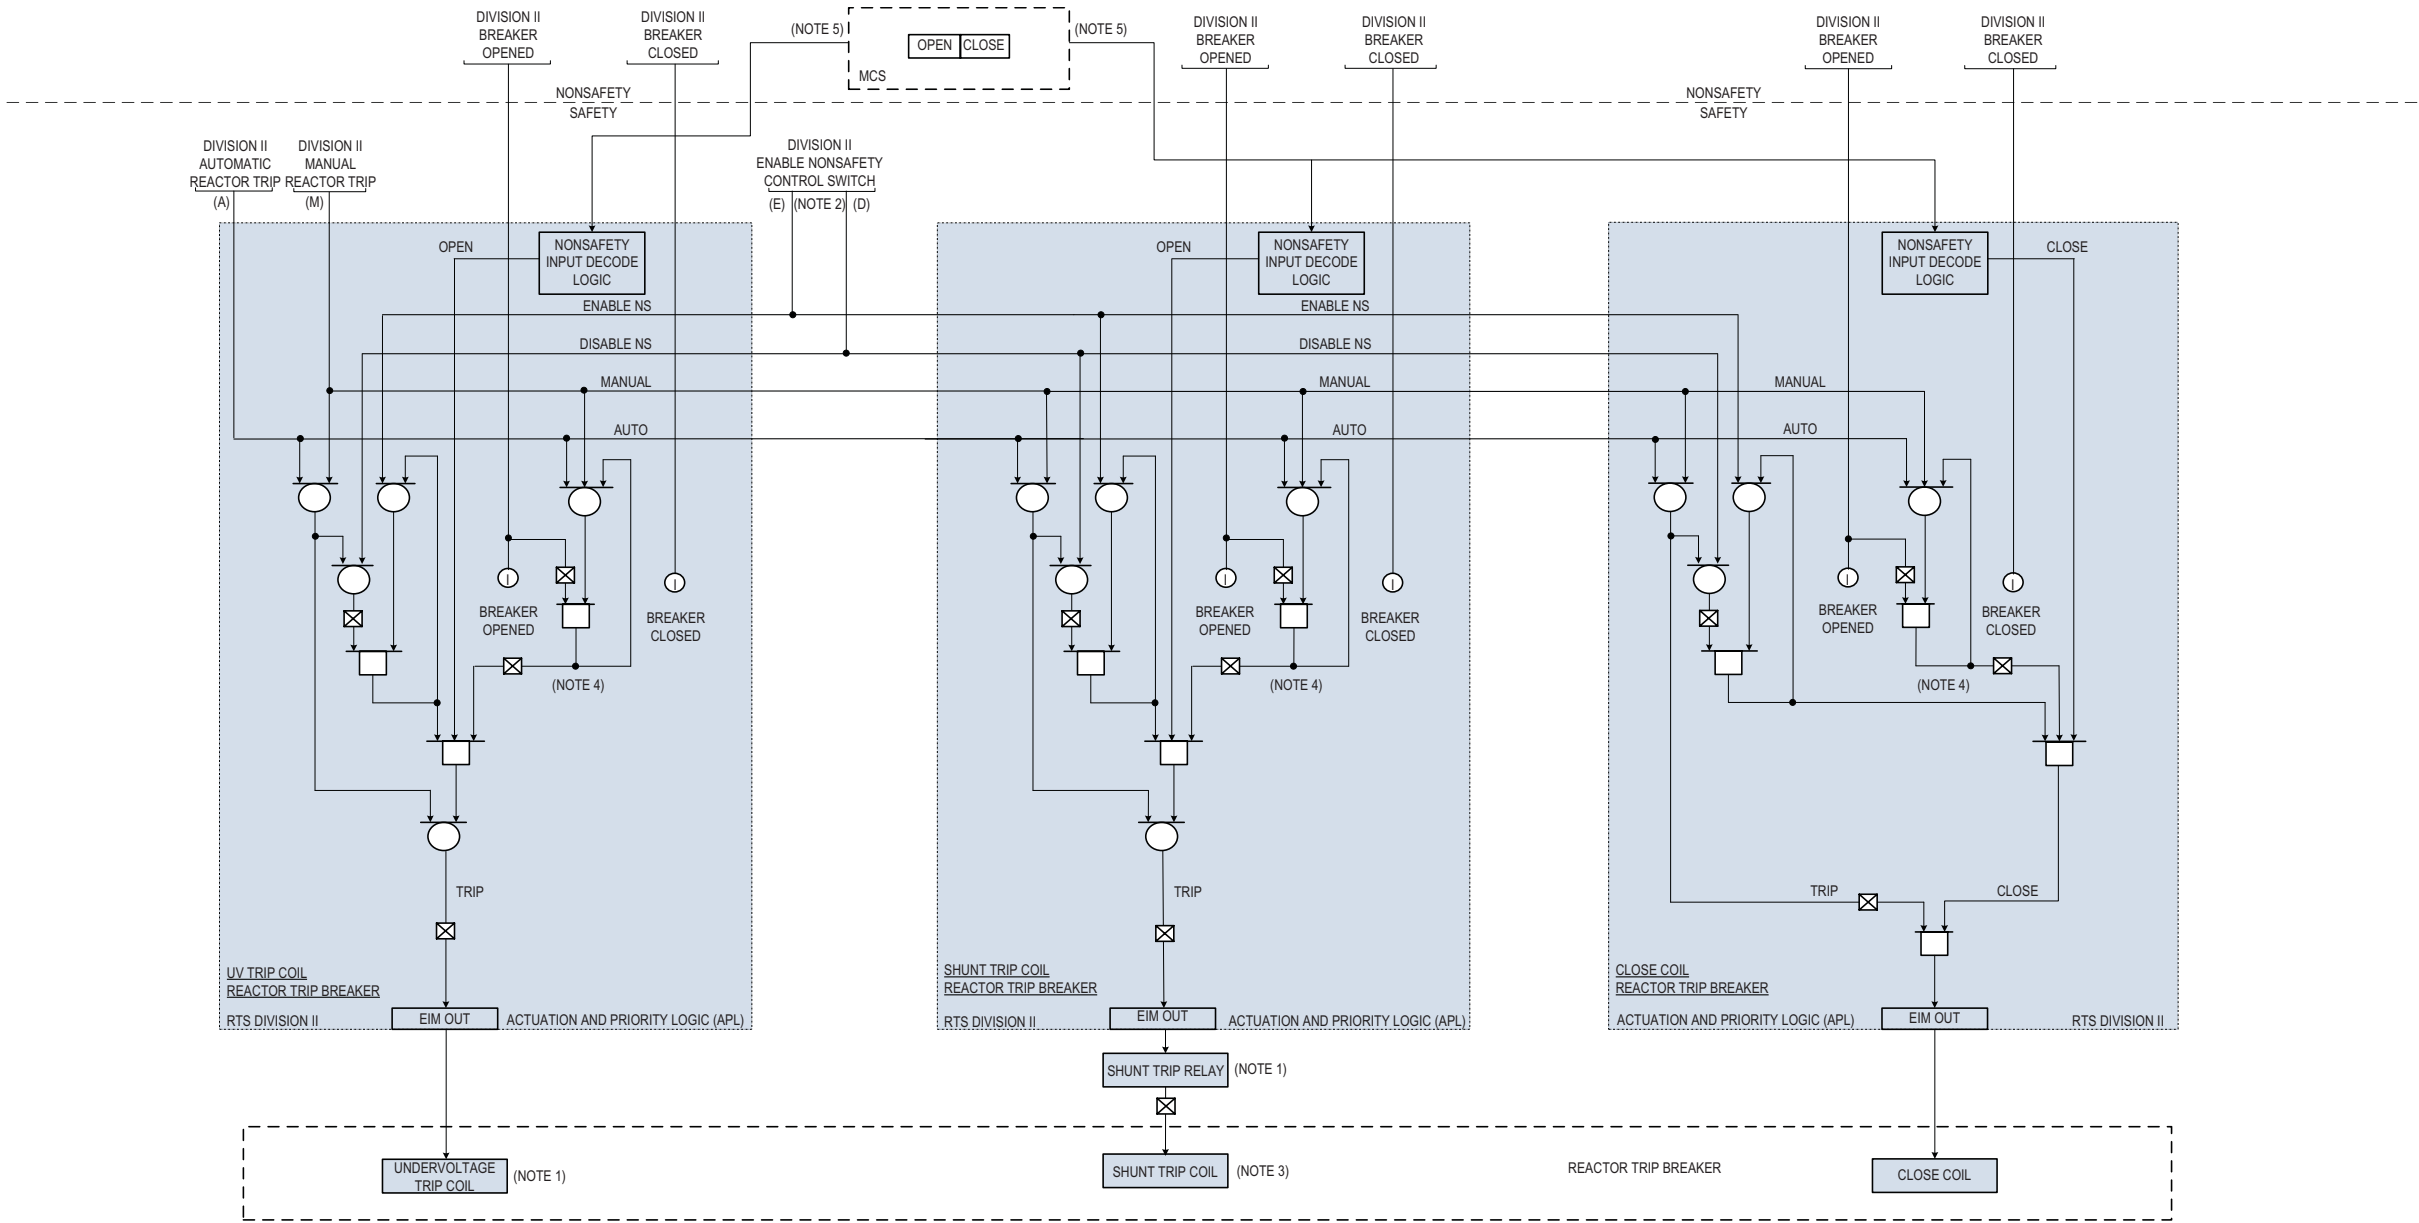 DIVISION II
BREAKER
OPENED
DIVISION II
BREAKER
CLOSED
(NOTE 5)
OPEN
CLOSE
MCS
(NOTE 5)
DIVISION II
BREAKER
OPENED
DIVISION II
BREAKER
CLOSED
DIVISION II
BREAKER
OPENED
DIVISION II
BREAKER
CLOSED
NONSAFETY
SAFETY
NONSAFETY
SAFETY
DIVISION II
AUTOMATIC
REACTOR TRIP
(A)
DIVISION II
MANUAL
REACTOR TRIP
(M)
DIVISION II
ENABLE NONSAFETY
CONTROL SWITCH
(E) (NOTE 2) (D)
OPEN
NONSAFETY
INPUT DECODE
LOGIC
ENABLE NS
DISABLE NS
MANUAL
AUTO
I
BREAKER
OPENED
I
BREAKER
CLOSED
(NOTE 4)
TRIP
UV TRIP COIL
REACTOR TRIP BREAKER
RTS DIVISION II
EIM OUT
ACTUATION AND PRIORITY LOGIC (APL)
OPEN
NONSAFETY
INPUT DECODE
LOGIC
ENABLE NS
DISABLE NS
MANUAL
AUTO
I
BREAKER
OPENED
I
BREAKER
CLOSED
(NOTE 4)
TRIP
SHUNT TRIP COIL
REACTOR TRIP BREAKER
RTS DIVISION II
EIM OUT
ACTUATION AND PRIORITY LOGIC (APL)
NONSAFETY
INPUT DECODE
LOGIC
CLOSE
MANUAL
AUTO
I
BREAKER
OPENED
I
BREAKER
CLOSED
(NOTE 4)
TRIP
CLOSE
CLOSE COIL
REACTOR TRIP BREAKER
ACTUATION AND PRIORITY LOGIC (APL)
EIM OUT
RTS DIVISION II
SHUNT TRIP RELAY
(NOTE 1)
UNDERVOLTAGE
TRIP COIL
(NOTE 1)
SHUNT TRIP COIL
(NOTE 3)
REACTOR TRIP BREAKER
CLOSE COIL